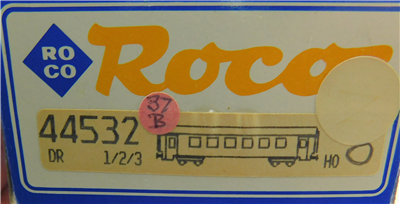 RO
CO
Roco
44532
37
B
DR 1/2/3 HO